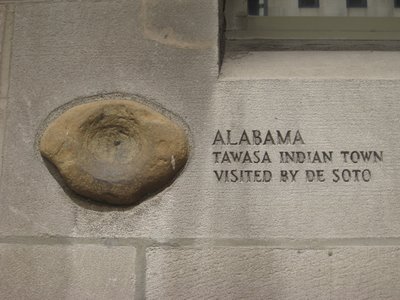 ALABAMA
TAWASA INDIAN TOWN
VISITED BY DE SOTO